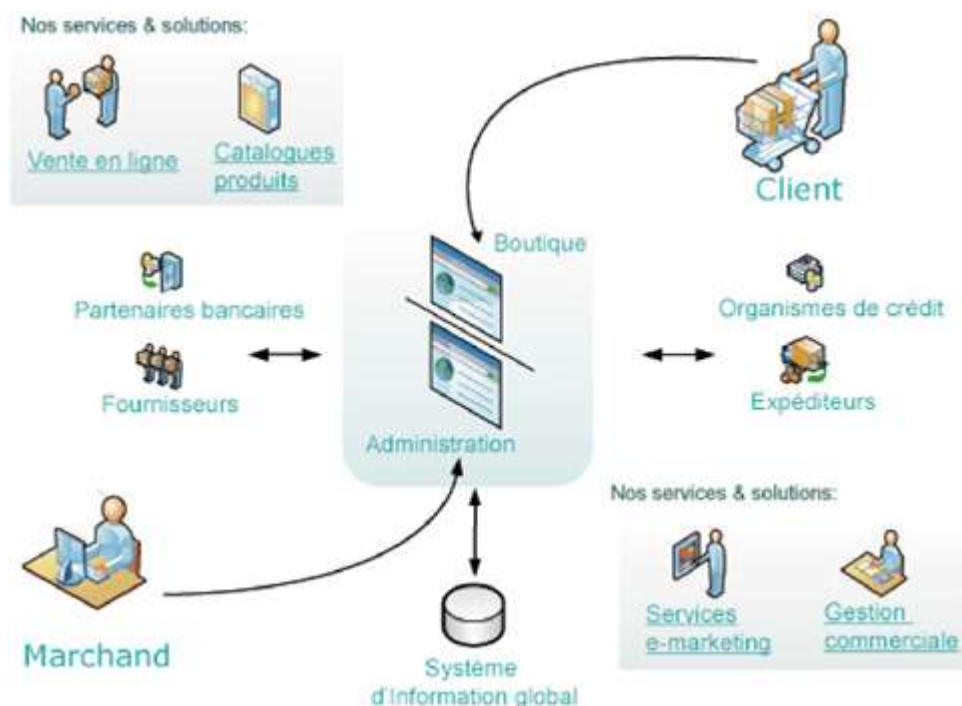 Nos services & solutions:
Vente en ligne
Catalogues
produits
Client
Boutique
Partenaires bancaires
Organismes de crédit
Fournisseurs
Expéditeurs
Administration
Nos services & solutions:
Marchand
Services
e-marketing
Gestion
commerciale
Système
d'Information global